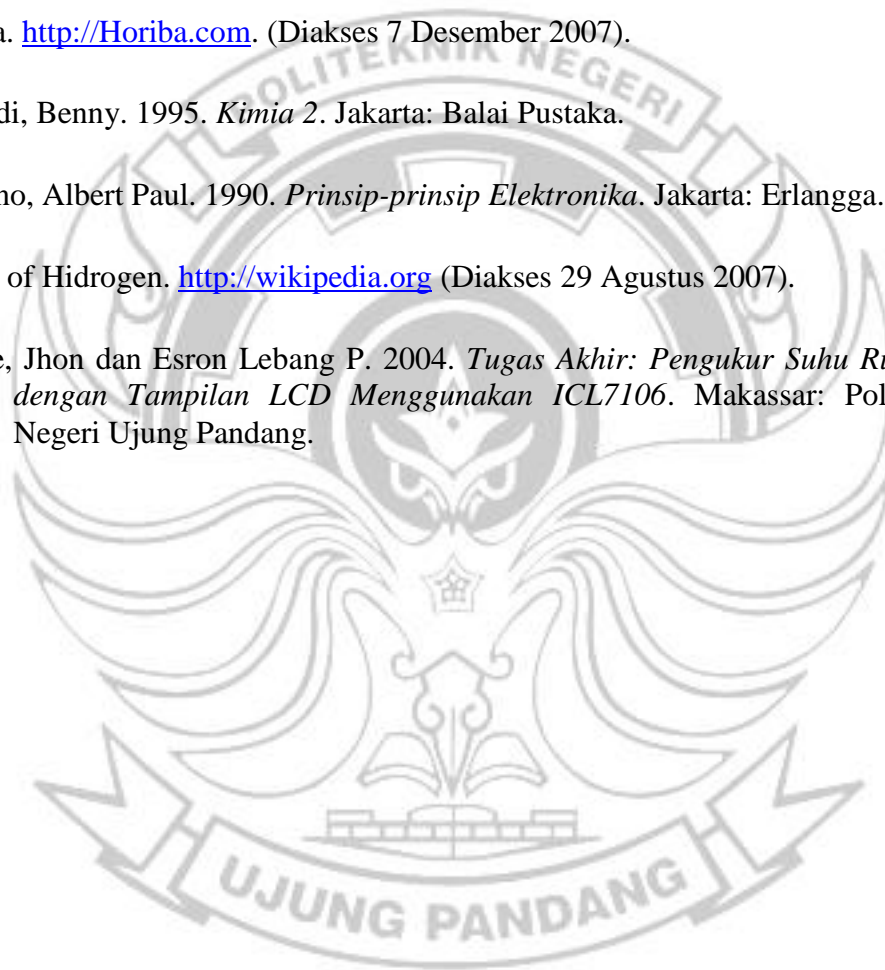 a. http://Horiba.com. (Diakses 7 Desember 2007).
di, Benny. 1995. Kimia 2. Jakarta: Balai Pustaka.
no, Albert Paul. 1990. Prinsip-prinsip Elektronika. Jakarta: Erlangga.
of Hidrogen. http://wikipedia.org (Diakses 29 Agustus 2007).
e, Jhon dan Esron Lebang P. 2004. Tugas Akhir: Pengukur Suhu Ru
dengan Tampilan LCD Menggunakan ICL7106. Makassar: Pol
Negeri Ujung Pandang.
POLITEKNIK NEGERI
UJUNG PANDANG